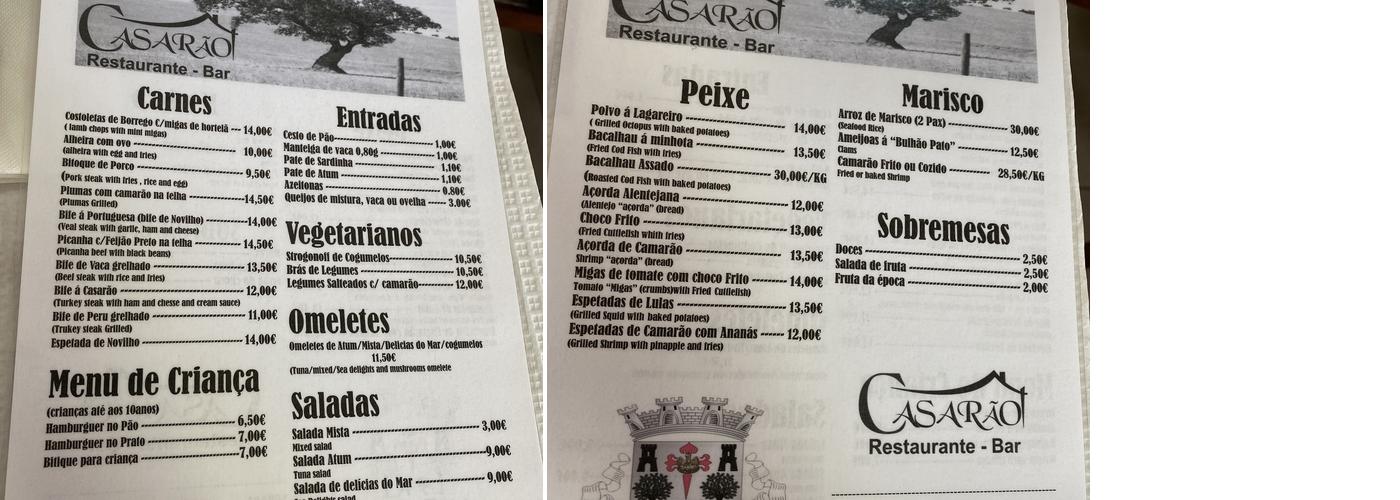 CASARÃO
Restaurante - Bar
Carnes
Costoletas de Borrego C/migas de hortelã --- 14,00€
( lamb chops with mint migas)
Alheira com ovo ---------- 10,00€
(alheira with egg and fries)
Bitoque de Porco ---------- 9,50€
(Pork steak with fries , rice and egg)
Plumas com camarão na telha ---------- 14,50€
(Plumas Grilled)
Bife á Portuguesa (bife de Novilho) ---------- 14,00€
(Veal steak with garlic, ham and cheese)
Picanha c/Feijão Preto na telha ---------- 14,50€
(Picanha beef with black beans)
Bife de Vaca grelhado ---------- 13,50€
(Beef steak with rice and fries)
Bife á Casarão ---------- 12,00€
(Turkey steak with ham and chesse and cream sauce)
Bife de Peru grelhado ---------- 11,00€
(Trukey steak Grilled)
Espetada de Novilho ---------- 14,00€
Menu de Criança
(crianças até aos 10anos)
Hamburguer no Pão ---------- 6,50€
Hamburguer no Prato ---------- 7,00€
Bitique para criança ---------- 7,00€
Entradas
Cesto de Pão ---------- 1,00€
Manteiga de vaca 0,80g ---------- 1,00€
Pate de Sardinha ---------- 1,10€
Pate de Atum ---------- 1,10€
Azeitonas ---------- 0.80€
Queijos de mistura, vaca ou ovelha ------ 3.00€
Vegetarianos
Strogonoff de Cogumelos ---------- 10,50€
Brás de Legumes ---------- 10,50€
Legumes Salteados c/ camarão ---------- 12,00€
Omeletes
Omeletes de Atum/Mista/Delicias do Mar/cogumelos
11,50€
(Tuna/mixed/Sea delights and mushrooms omelete
Saladas
Salada Mista ---------- 3,00€
Mixed salad
Salada Atum ---------- 9,00€
Tuna salad
Salada de delicias do Mar ---------- 9,00€
CASARÃO
Restaurante - Bar
Peixe
Polvo á Lagareiro ---------- 14,00€
( Grilled Octopus with baked potatoes)
Bacalhau á minhota ---------- 13,50€
(Fried Cod Fish with fries)
Bacalhau Assado ---------- 30,00€/KG
(Roasted Cod Fish with baked potatoes)
Açorda Alentejana ---------- 12,00€
(Alentejo "açorda" (bread)
Choco Frito ---------- 13,00€
(Fried Cuttlefish whith fries)
Açorda de Camarão ---------- 13,50€
Shrimp "açorda" (bread)
Migas de tomate com choco Frito ---------- 14,00€
Tomato "Migas" (crumbs)with Fried Cuttlefish)
Espetadas de Lulas ---------- 13,50€
(Grilled Squid with baked potatoes)
Espetadas de Camarão com Ananás ------ 12,00€
(Grilled Shrimp with pinapple and fries)
Marisco
Arroz de Marisco (2 Pax) ---------- 30,00€
(Seafood Rice)
Ameijoas á "Bulhão Pato" ---------- 12,50€
Clams
Camarão Frito ou Cozido ---------- 28,50€/KG
Fried or baked Shrimp
Sobremesas
Doces ---------- 2,50€
Salada de fruta ---------- 2,50€
Fruta da época ---------- 2,00€
CASARÃO
Restaurante - Bar